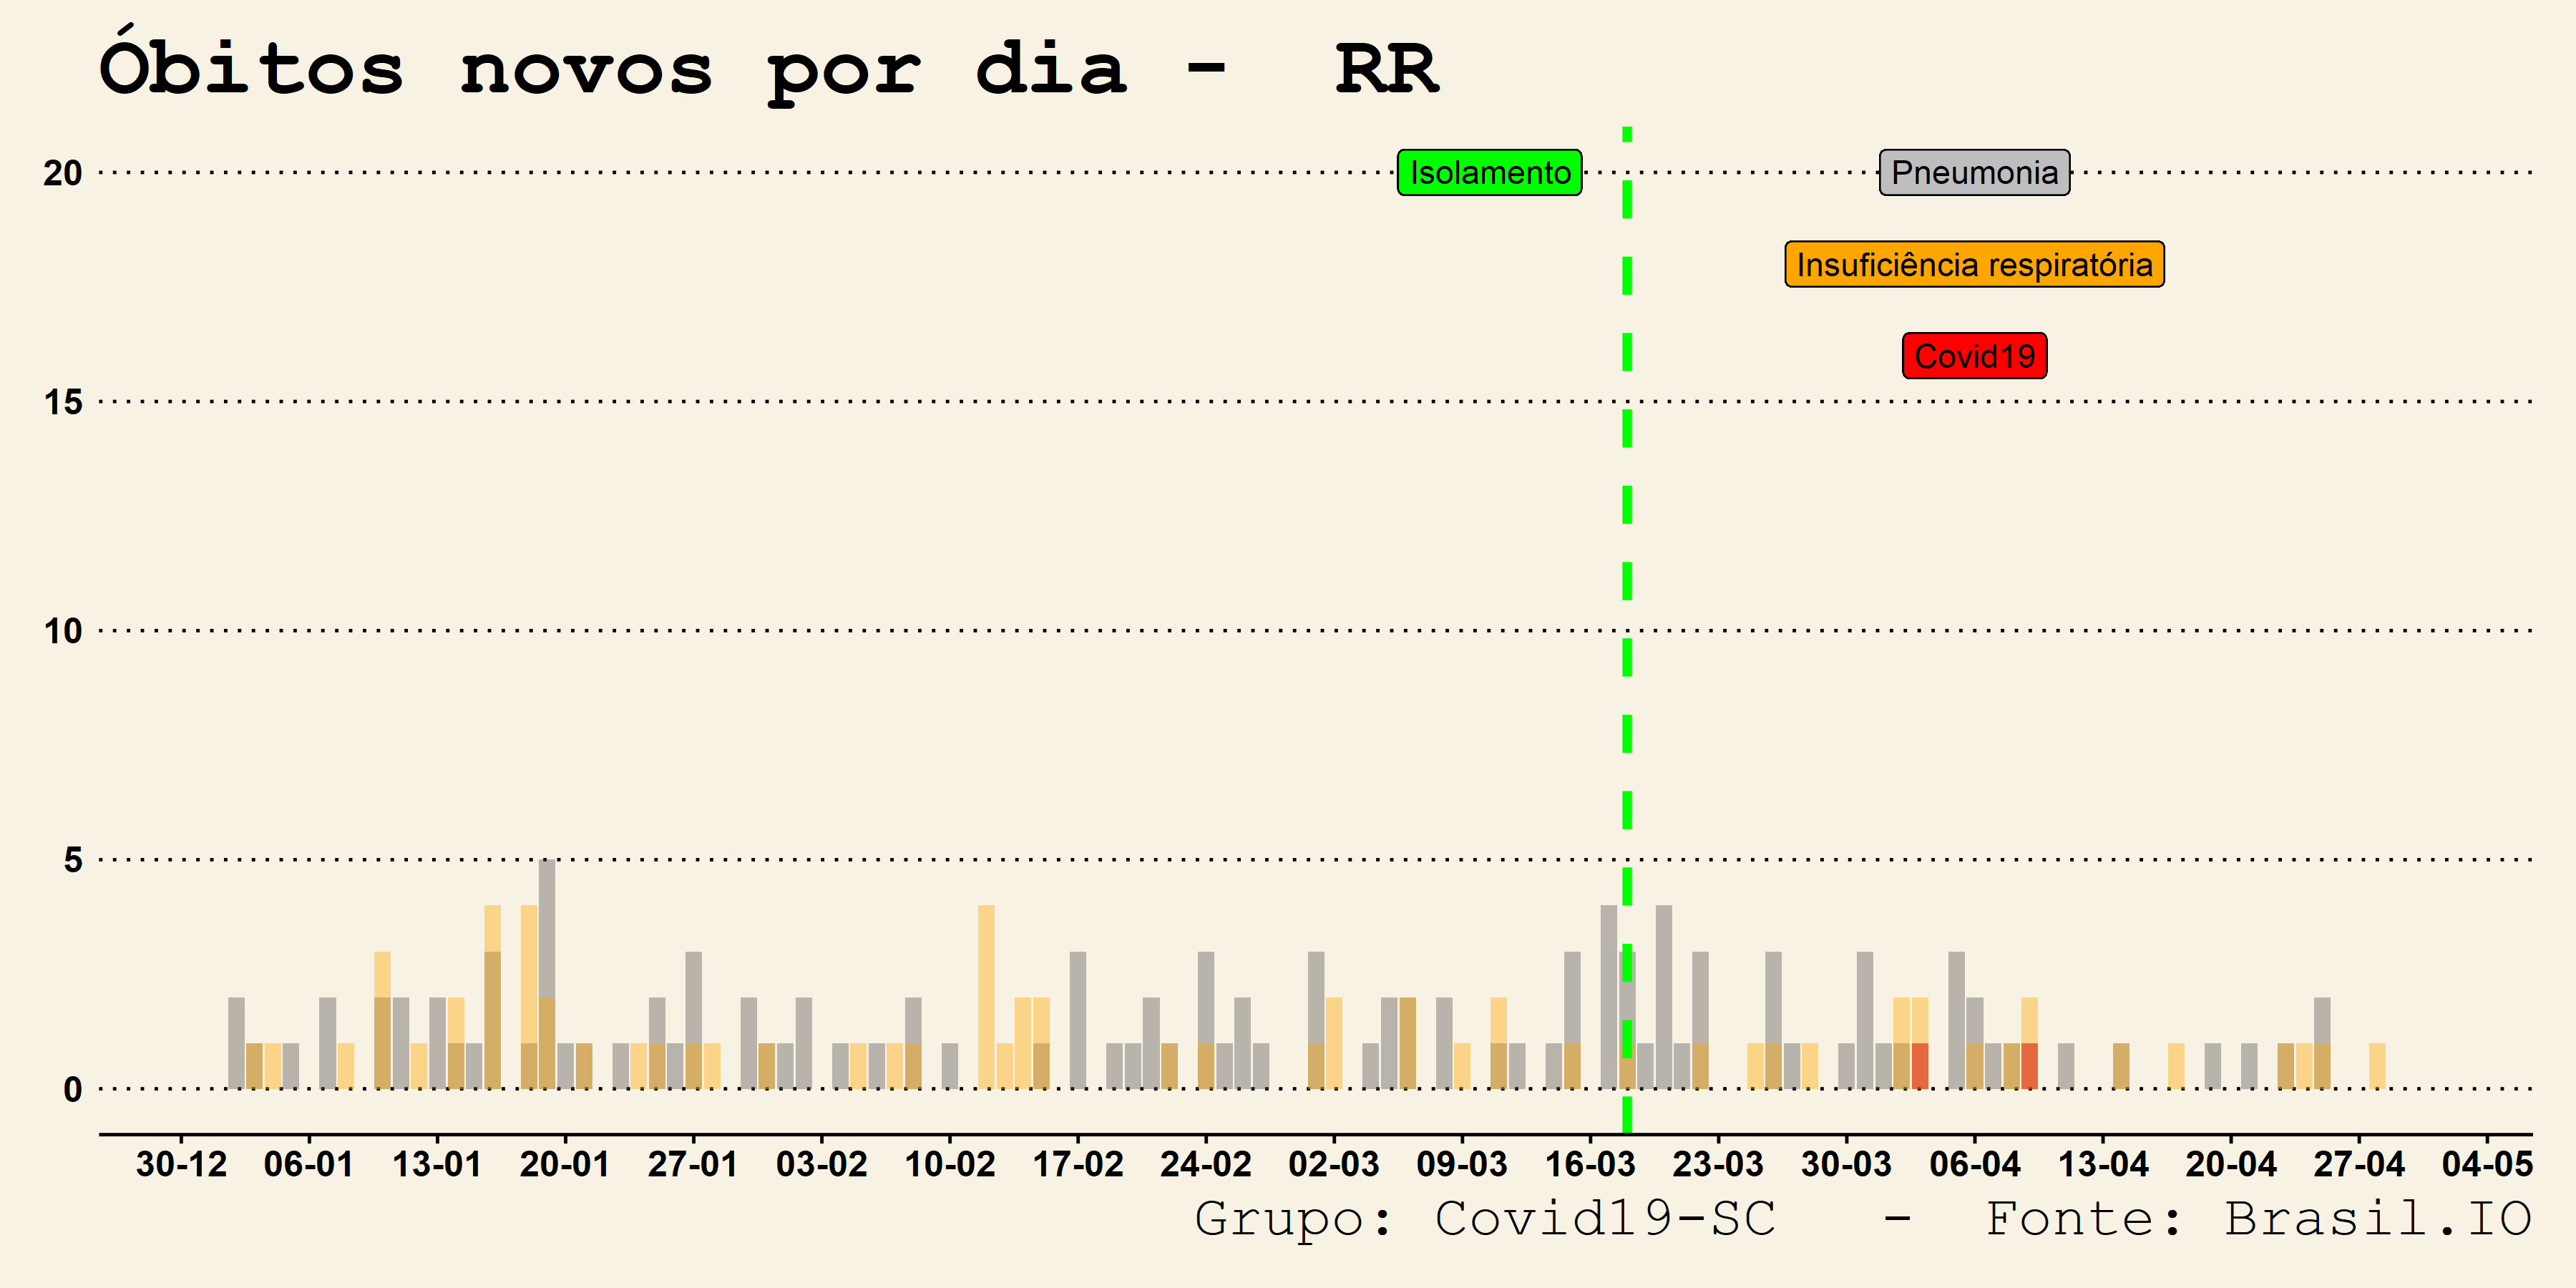 Óbitos novos por dia -  RR
20
Isolamento
Pneumonia
Insuficiência respiratória
Covid19
15
10
5
0
30-12 06-01 13-01 20-01 27-01 03-02 10-02 17-02 24-02 02-03 09-03 16-03 23-03 30-03 06-04 13-04 20-04 27-04 04-05
Grupo: Covid19-SC  -  Fonte: Brasil.IO